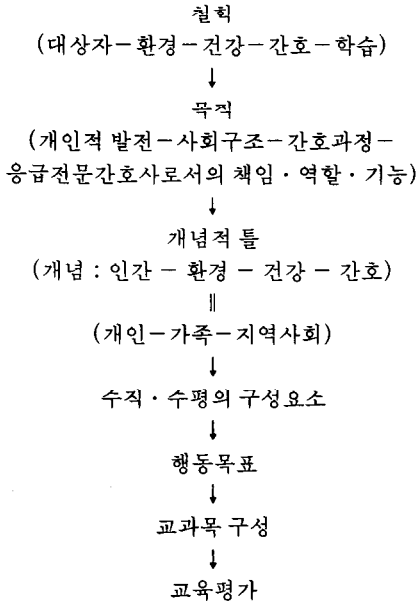 철학
(대상자－환경－건강－간호－학습)
↓
목적
(개인적 발전－사회구조－간호과정－
응급전문간호사로서의 책임・역할・기능)
↓
개념적 틀
(개념 : 인간 － 환경 － 건강 － 간호)
∥
(개인－가족－지역사회)
↓
수직・수평의 구성요소
↓
행동목표
↓
교과목 구성
↓
교육평가